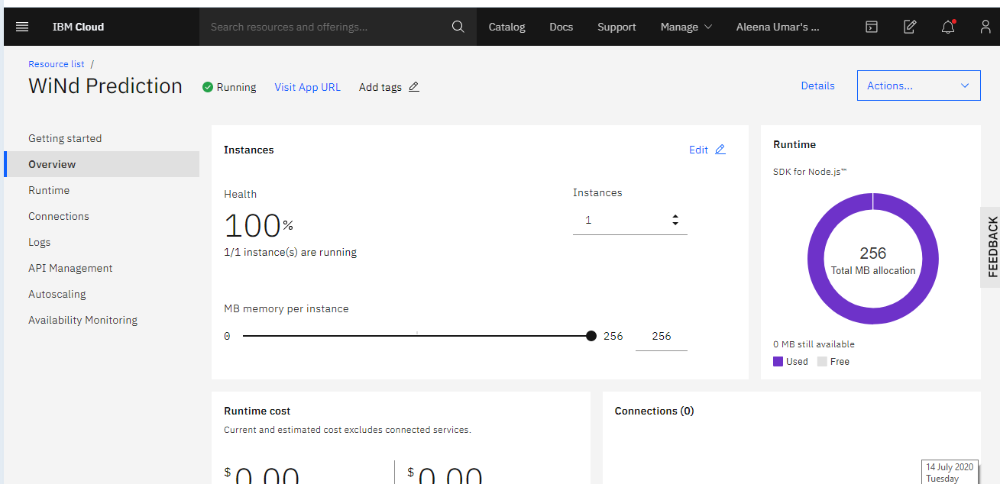 IBM Cloud
Search resources and offerings...
Catalog
Docs
Support
Manage
Aleena Umar's ...
Resource list /
WiNd Prediction
Running
Visit App URL
Add tags
Details
Actions...
Getting started
Overview
Runtime
Connections
Logs
API Management
Autoscaling
Availability Monitoring
Instances
Edit
Health
100%
1/1 instance(s) are running
Instances
1
MB memory per instance
0
256
256
Runtime
SDK for Node.js™
256
Total MB allocation
0 MB still available
Used
Free
FEEDBACK
Runtime cost
Current and estimated cost excludes connected services.
$0.00
$0.00
Connections (0)
14 July 2020
Tuesday